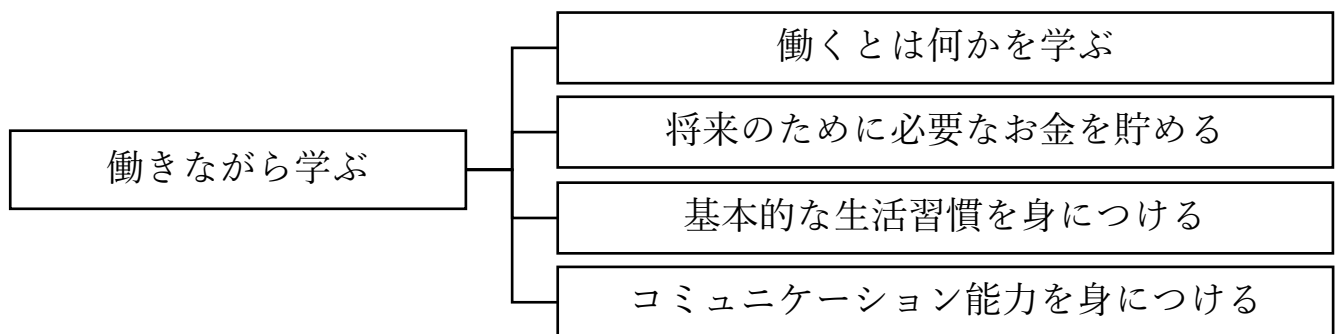 働くとは何かを学ぶ
将来のために必要なお金を貯める
働きながら学ぶ
基本的な生活習慣を身につける
コミュニケーション能力を身につける